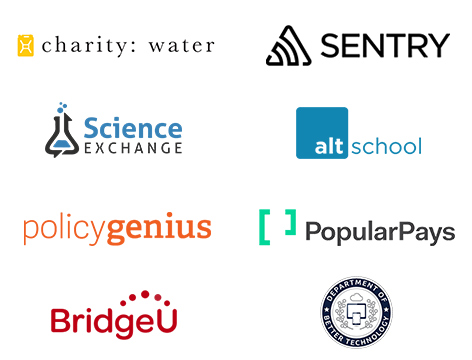 charity: water
SENTRY
Science
EXCHANGE
alt school
policygenius
PopularPays
BridgeU
DEPARTMENT OF
BETTER TECHNOLOGY